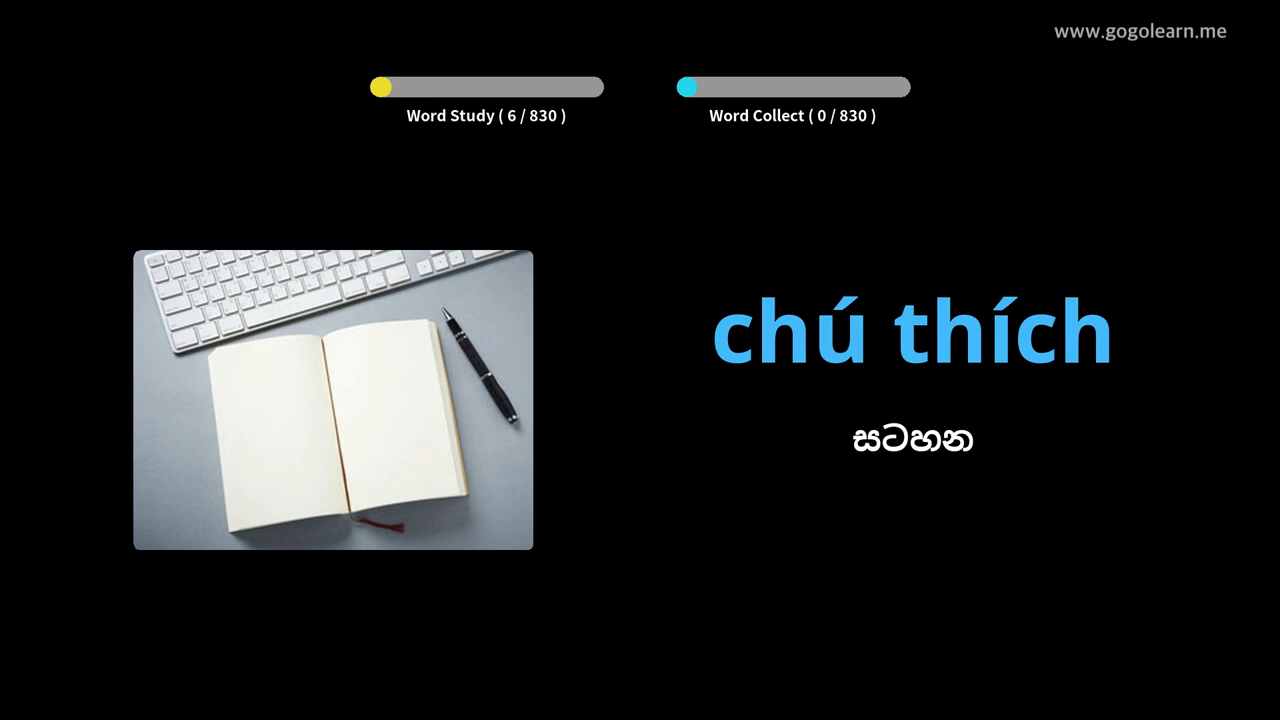 www.gogolearn.me
Word Study ( 6 / 830 )
Word Collect ( 0 / 830 )
chú thích
සටහන